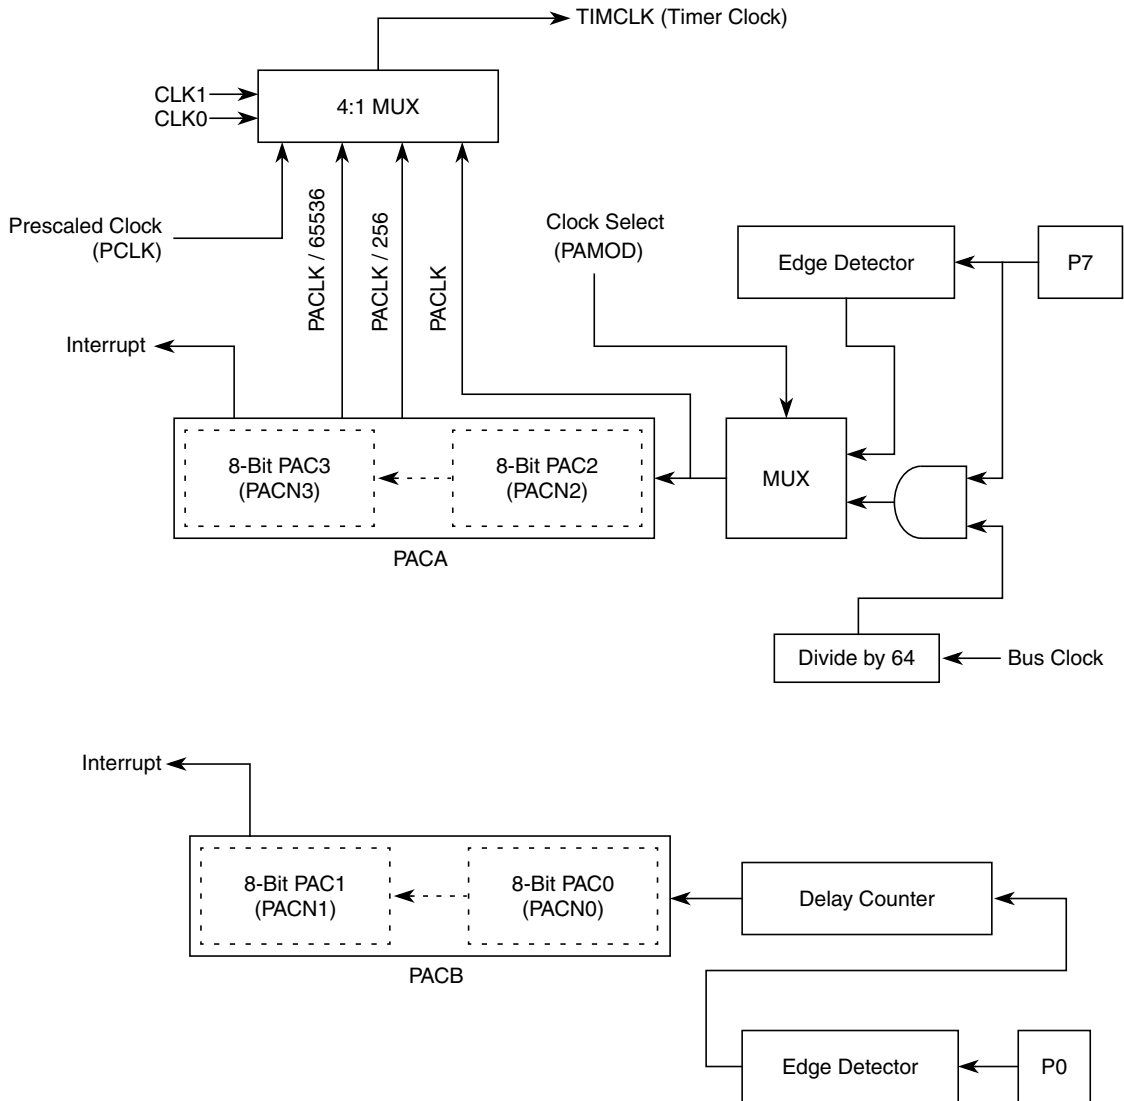 TIMCLK (Timer Clock)
CLK1
CLK0
4:1 MUX
Prescaled Clock
(PCLK)
PACLK / 65536
PACLK / 256
PACLK
Clock Select
(PAMOD)
Edge Detector
P7
Interrupt
8-Bit PAC3
(PACN3)
8-Bit PAC2
(PACN2)
MUX
PACA
Divide by 64
Bus Clock
Interrupt
8-Bit PAC1
(PACN1)
8-Bit PAC0
(PACN0)
Delay Counter
PACB
Edge Detector
P0